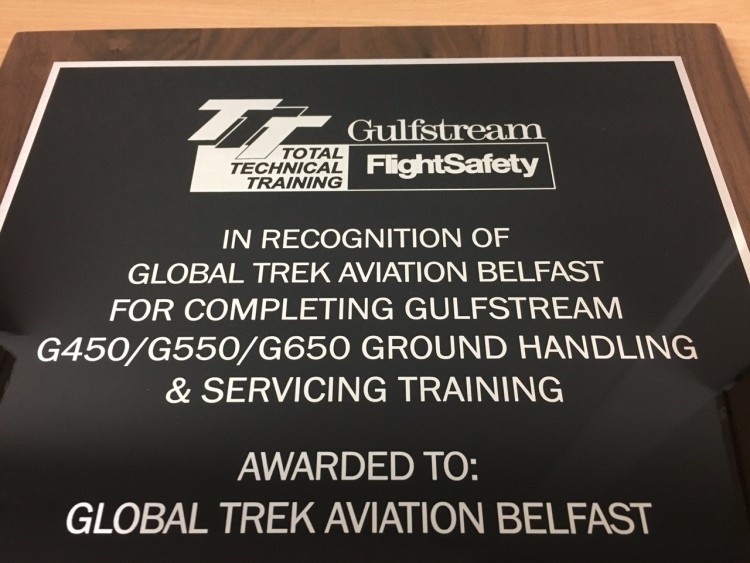 TTT
Gulfstream
TOTAL
TECHNICAL
TRAINING
FlightSafety
IN RECOGNITION OF
GLOBAL TREK AVIATION BELFAST
FOR COMPLETING GULFSTREAM
G450/G550/G650 GROUND HANDLING
& SERVICING TRAINING
AWARDED TO:
GLOBAL TREK AVIATION BELFAST